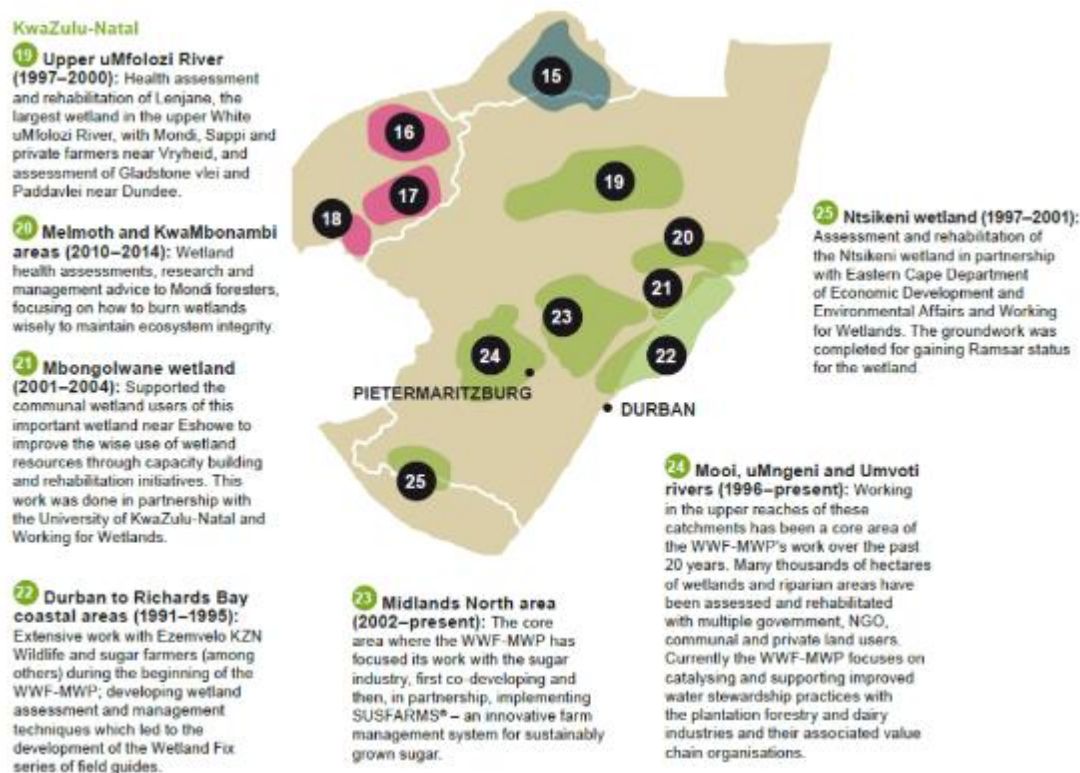 KwaZulu-Natal
19 Upper uMfolozi River
(1997–2000): Health assessment
and rehabilitation of Lenjane, the
largest wetland in the upper White
uMfolozi River, with Mondi, Sappi and
private farmers near Vryheid, and
assessment of Gladstone vlei and
Paddavlei near Dundee.
20 Melmoth and KwaMbonambi
areas (2010–2014): Wetland
health assessments, research and
management advice to Mondi foresters,
focusing on how to burn wetlands
wisely to maintain ecosystem integrity.
21 Mbongolwane wetland
(2001–2004): Supported the
communal wetland users of this
important wetland near Eshowe to
improve the wise use of wetland
resources through capacity building
and rehabilitation initiatives. This
work was done in partnership with
the University of KwaZulu-Natal and
Working for Wetlands.
22 Durban to Richards Bay
coastal areas (1991–1995):
Extensive work with Ezemvelo KZN
Wildlife and sugar farmers (among
others) during the beginning of the
WWF-MWP; developing wetland
assessment and management
techniques which led to the
development of the Wetland Fix
series of field guides.
15
16
17
18
19
20
21
22
23
24
25
PIETERMARITZBURG
DURBAN
23 Midlands North area
(2002–present): The core
area where the WWF-MWP has
focused its work with the sugar
industry, first co-developing and
then, in partnership, implementing
SUSFARMS® – an innovative farm
management system for sustainably
grown sugar.
25 Ntsikeni wetland (1997–2001):
Assessment and rehabilitation of
the Ntsikeni wetland in partnership
with Eastern Cape Department
of Economic Development and
Environmental Affairs and Working
for Wetlands. The groundwork was
completed for gaining Ramsar status
for the wetland.
24 Mooi, uMngeni and Umvoti
rivers (1996–present): Working
in the upper reaches of these
catchments has been a core area of
the WWF-MWP's work over the past
20 years. Many thousands of hectares
of wetlands and riparian areas have
been assessed and rehabilitated
with multiple government, NGO,
communal and private land users.
Currently the WWF-MWP focuses on
catalysing and supporting improved
water stewardship practices with
the plantation forestry and dairy
industries and their associated value
chain organisations.